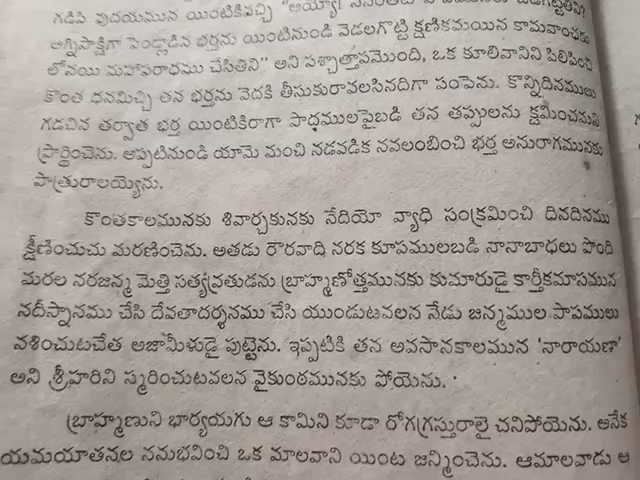 గడిపి వుదయమున యింటికివచ్చి "అయ్యో!
అగ్నిసాక్షిగా పెండ్లాడిన భర్తను యింటినుండి వెడలగొట్టి క్షణికమయిన కామవాంఛకు
లోనయి మహాపరాధము చేసితిని" అని పశ్చాత్తాపమొంది, ఒక కూలివానిని పిలిపించి
కొంత ధనమిచ్చి తన భర్తను వెదకి తీసుకురావలసినదిగా పంపెను. కొన్నిదినములు
గడచిన తర్వాత భర్త యింటికిరాగా పాదములపైబడి తన తప్పులను క్షమించమని
ప్రార్థించెను. అప్పటినుండి యామె మంచి నడవడిక నవలంబించి భర్త అనురాగమునకు
పాత్రురాలయ్యెను.
కొంతకాలమునకు శివార్చకునకు నేదియో వ్యాధి సంక్రమించి దినదినము
క్షీణించుచు మరణించెను. అతడు రౌరవాది నరక కూపములబడి నానాబాధలు పొంది
మరల నరజన్మ మెత్తి సత్యవ్రతుడను బ్రాహ్మణోత్తమునకు కుమారుడై కార్తీకమాసమున
నదీస్నానము చేసి దేవతాదర్శనము చేసి యుండుటవలన నేడు జన్మముల పాపములు
నశించుటచేత అజామీళుడై పుట్టెను. ఇప్పటికి తన అవసానకాలమున 'నారాయణా'
అని శ్రీహరిని స్మరించుటవలన వైకుంఠమునకు పోయెను.
బ్రాహ్మణుని భార్యయగు ఆ కామిని కూడా రోగగ్రస్తురాలై చనిపోయెను. అనేక
యమయాతనల ననుభవించి ఒక మాలవాని యింట జన్మించెను. ఆమాలవాడు ఆ